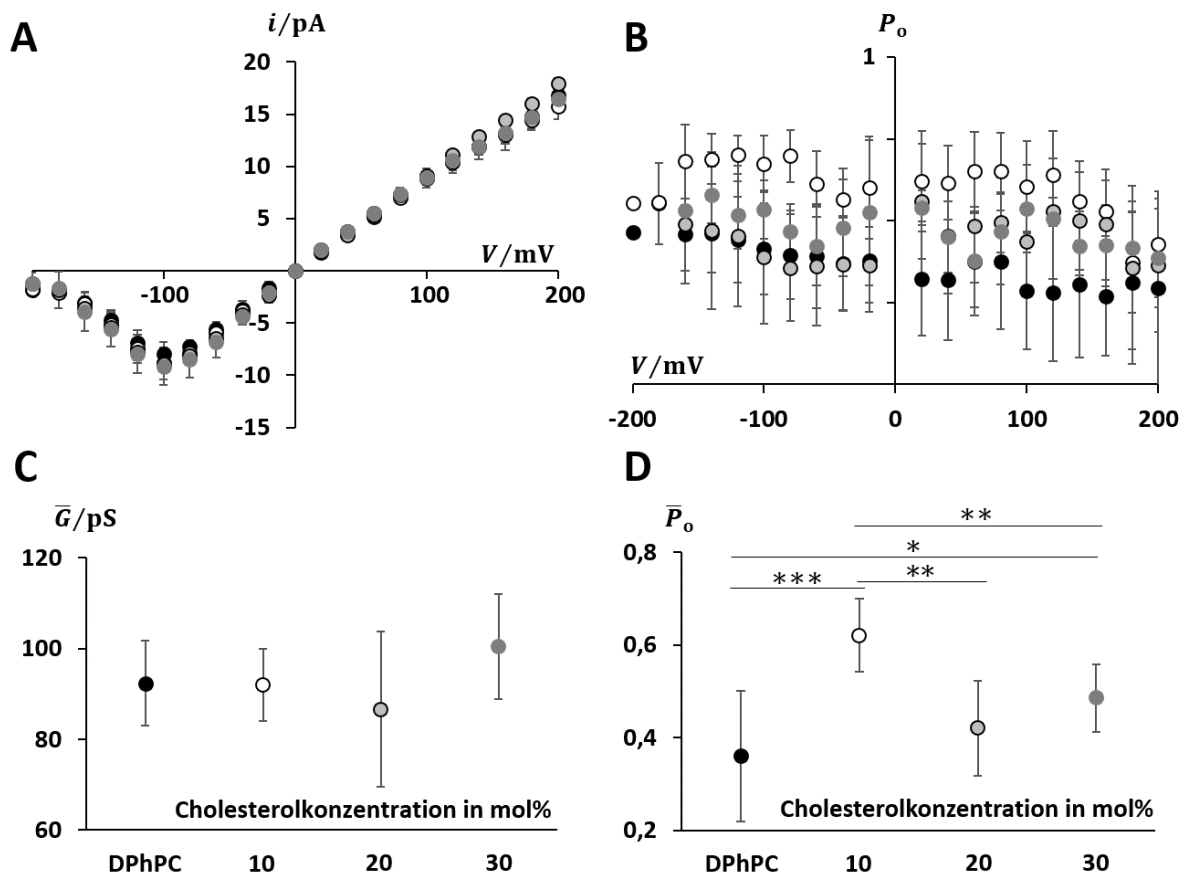 A
i/pA
20
15
10
5
V/mV
-100
100
200
-5
-10
-15
B
Pₒ
1
V/mV
-200
-100
0
100
200
C
G̅/pS
120
100
80
60
Cholesterolkonzentration in mol%
DPhPC
10
20
30
D
P̅ₒ
0,8
0,6
0,4
0,2
**
*
***
**
Cholesterolkonzentration in mol%
DPhPC
10
20
30